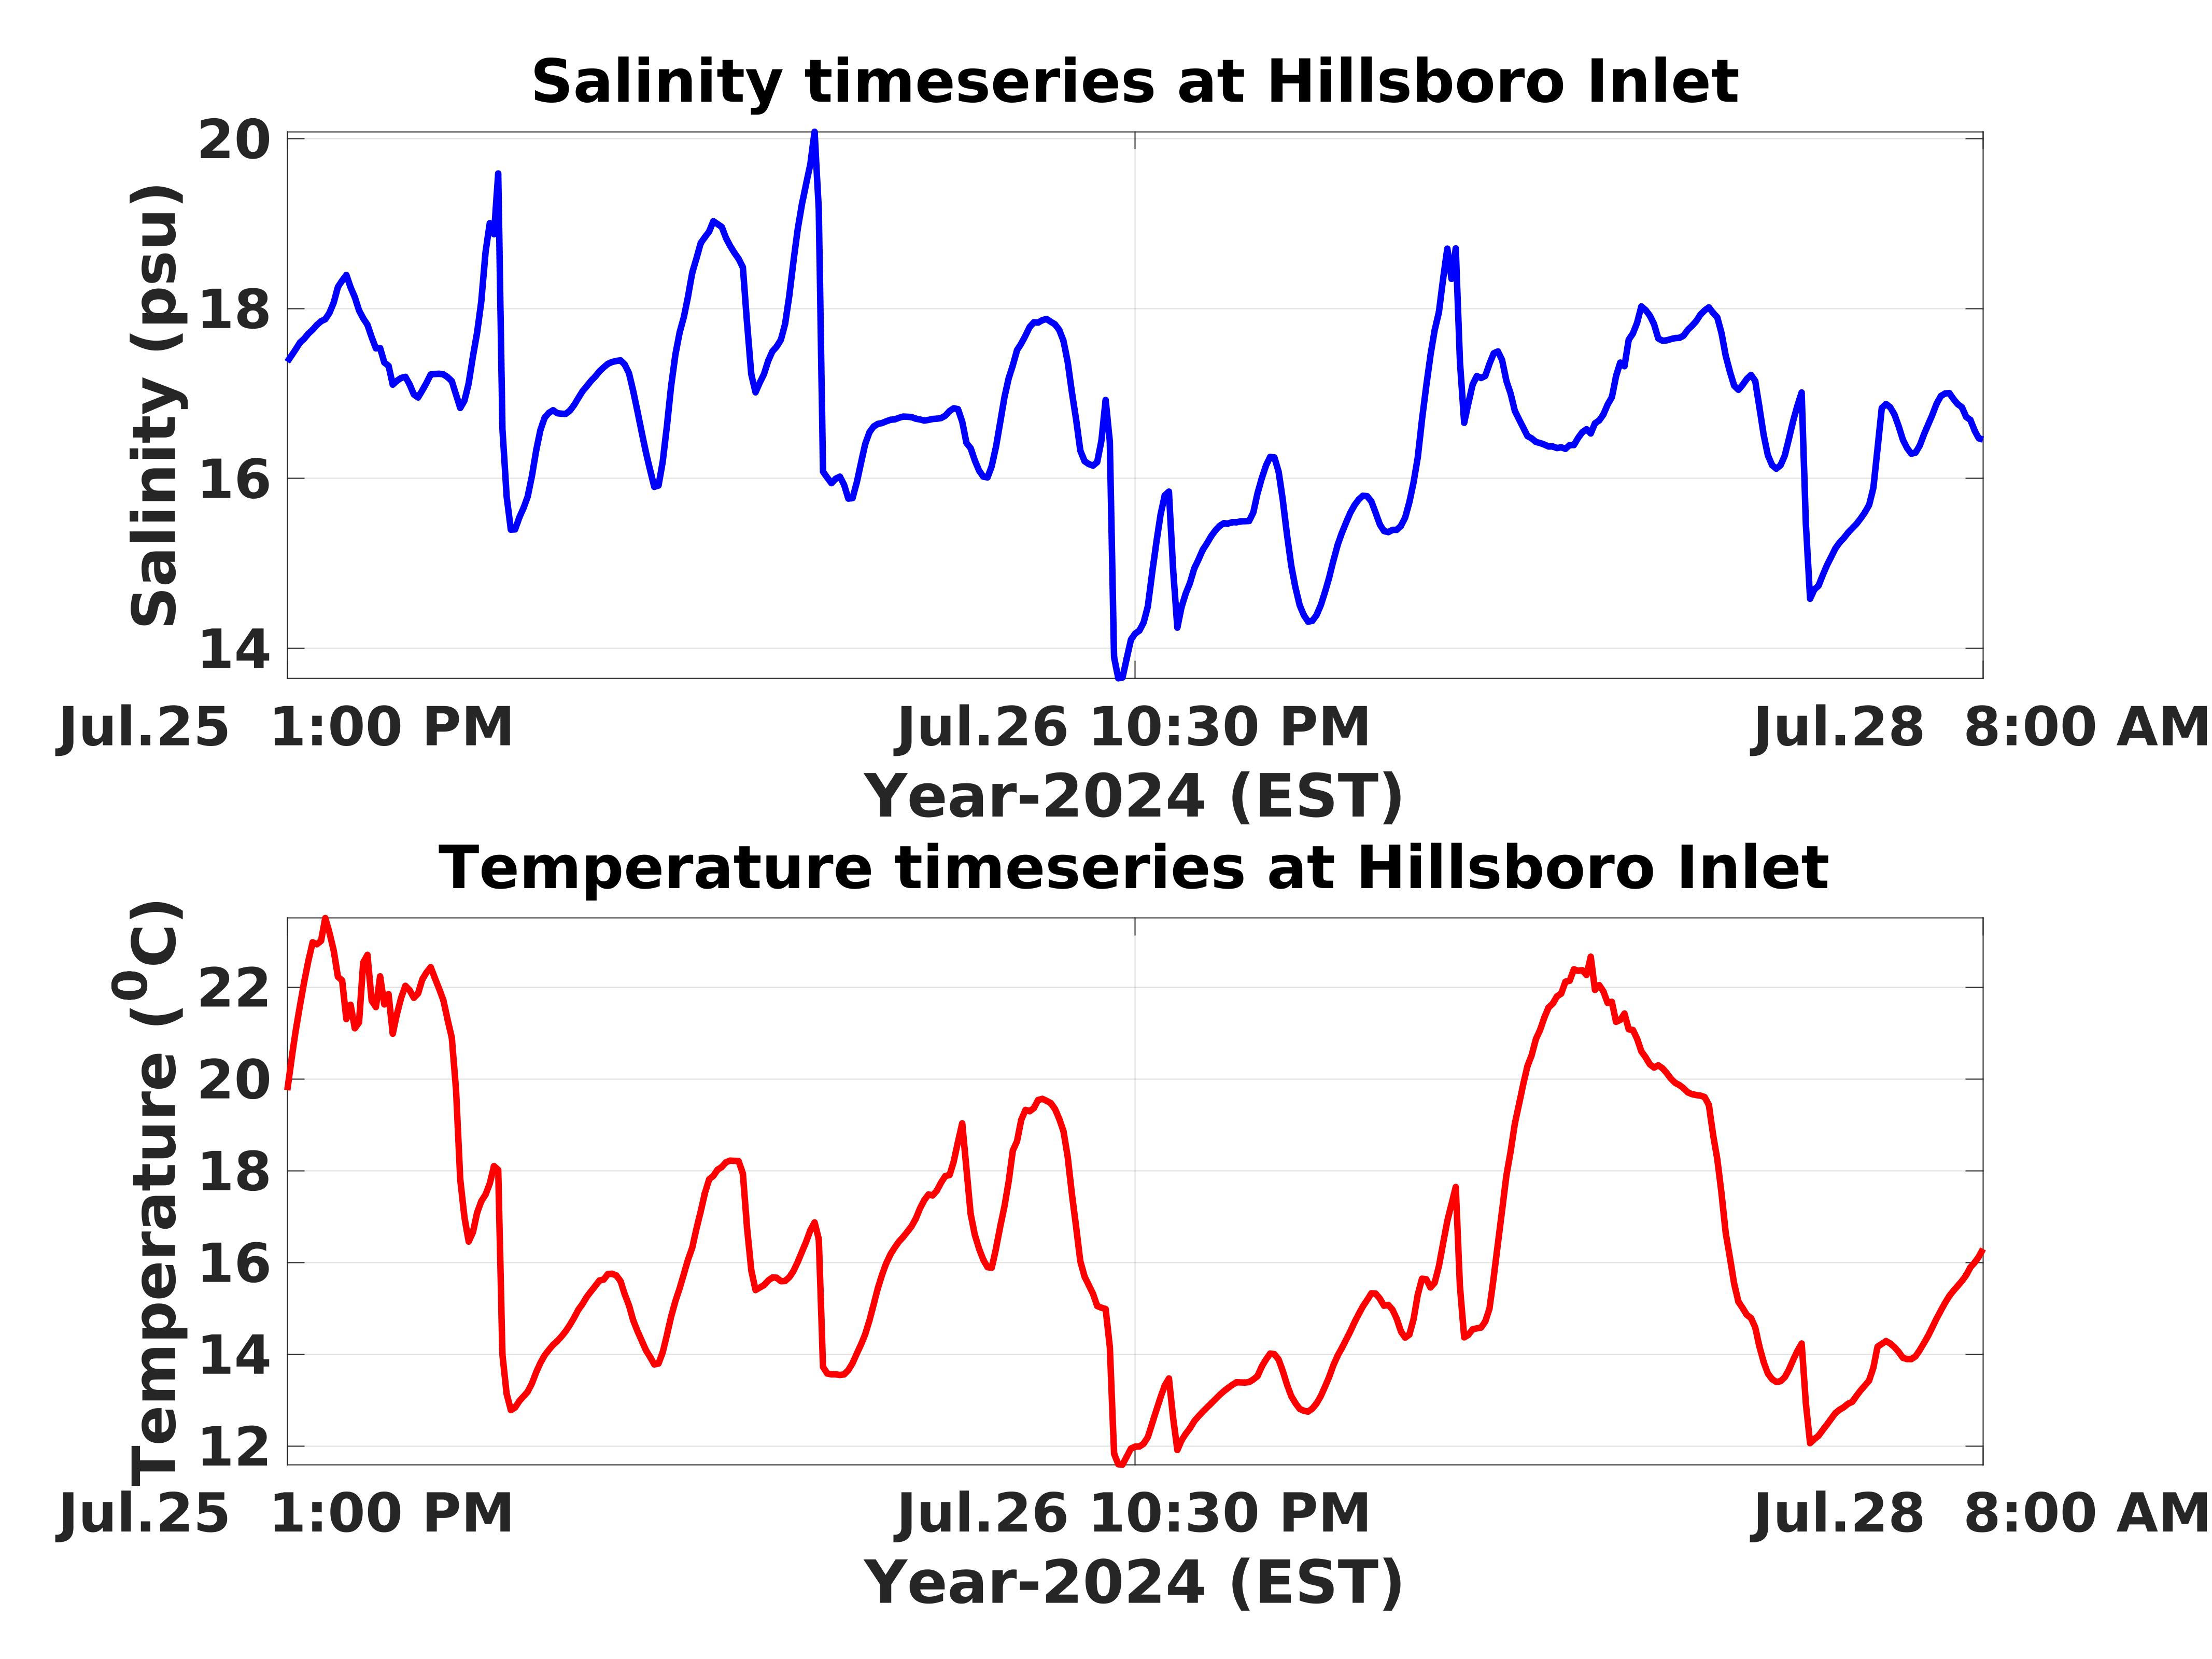 Salinity timeseries at Hillsboro Inlet
Salinity (psu)
20
18
16
14
Jul.25  1:00 PM
Jul.26 10:30 PM
Jul.28  8:00 AM
Year-2024 (EST)
Temperature timeseries at Hillsboro Inlet
Temperature (⁰C)
22
20
18
16
14
12
Jul.25  1:00 PM
Jul.26 10:30 PM
Jul.28  8:00 AM
Year-2024 (EST)